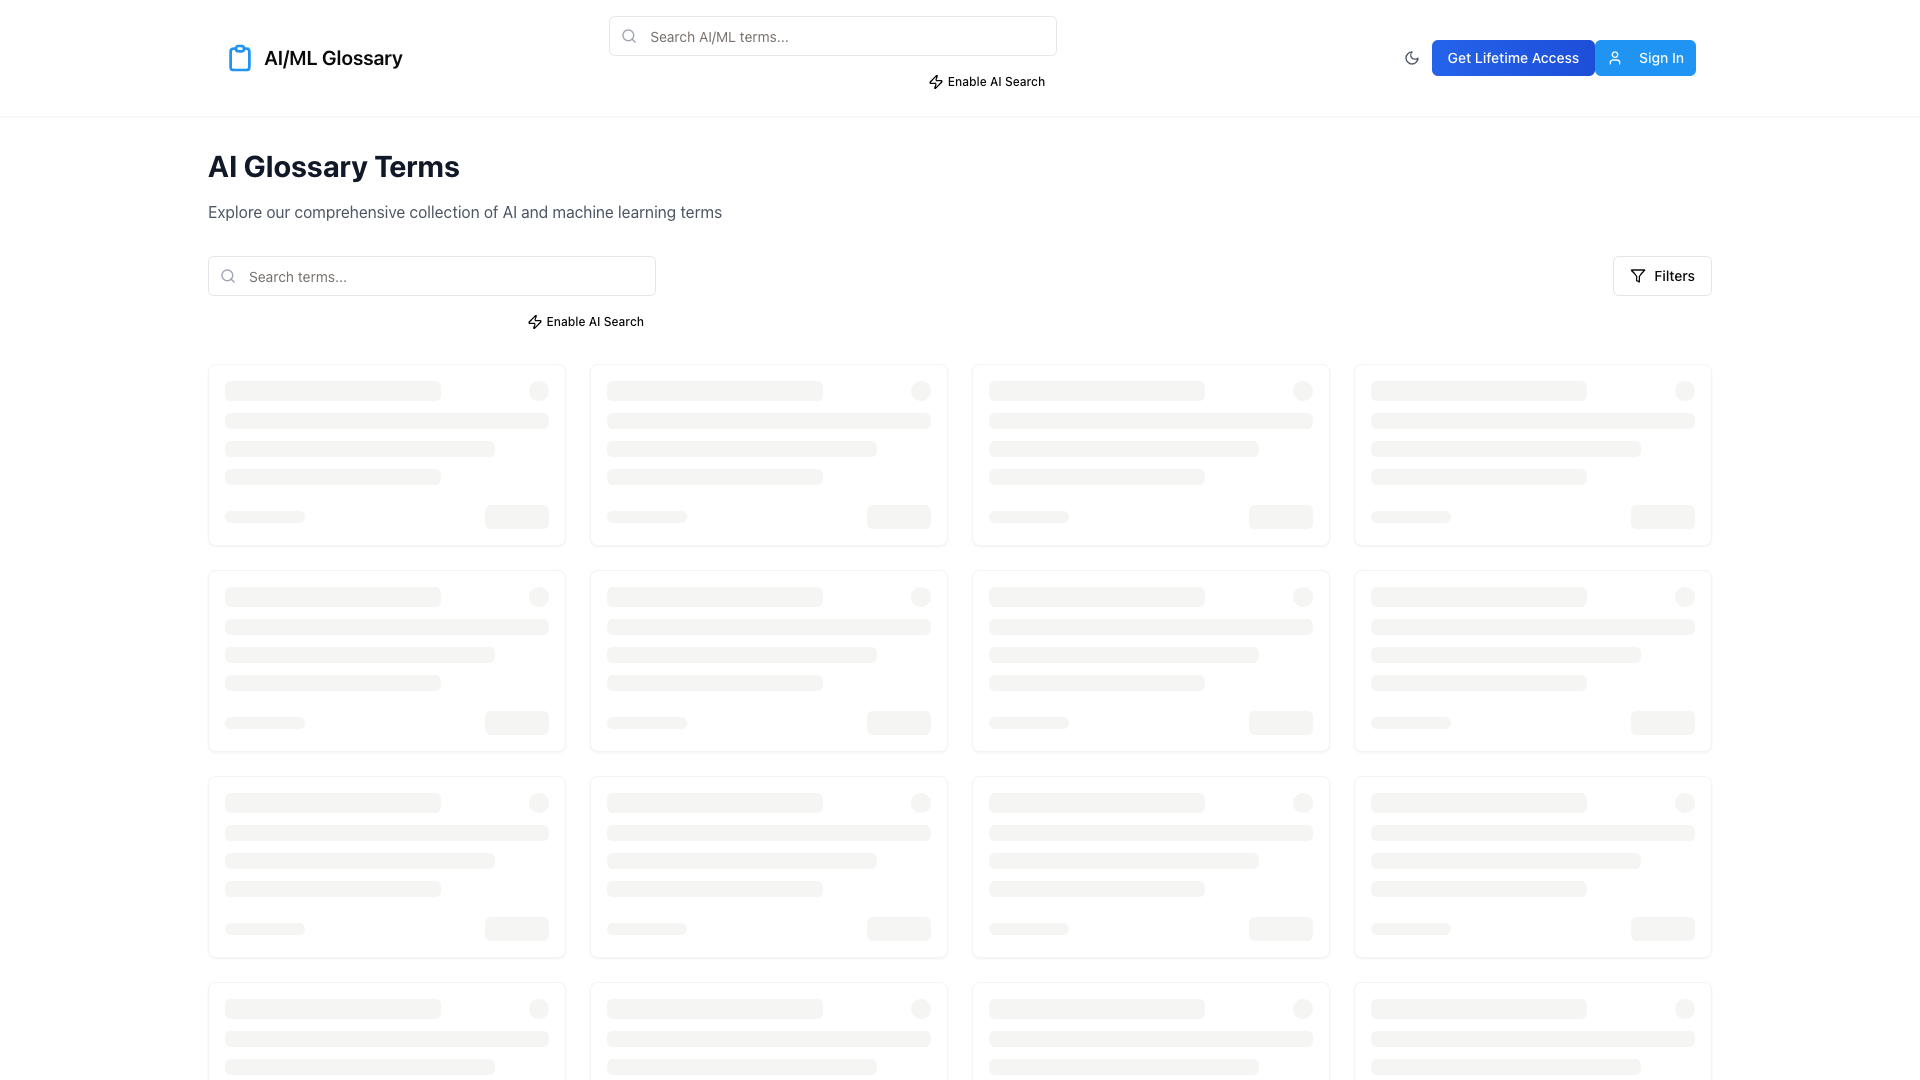 AI/ML Glossary
Search AI/ML terms...
Enable AI Search
Get Lifetime Access
Sign In
AI Glossary Terms
Explore our comprehensive collection of AI and machine learning terms
Search terms...
Filters
Enable AI Search